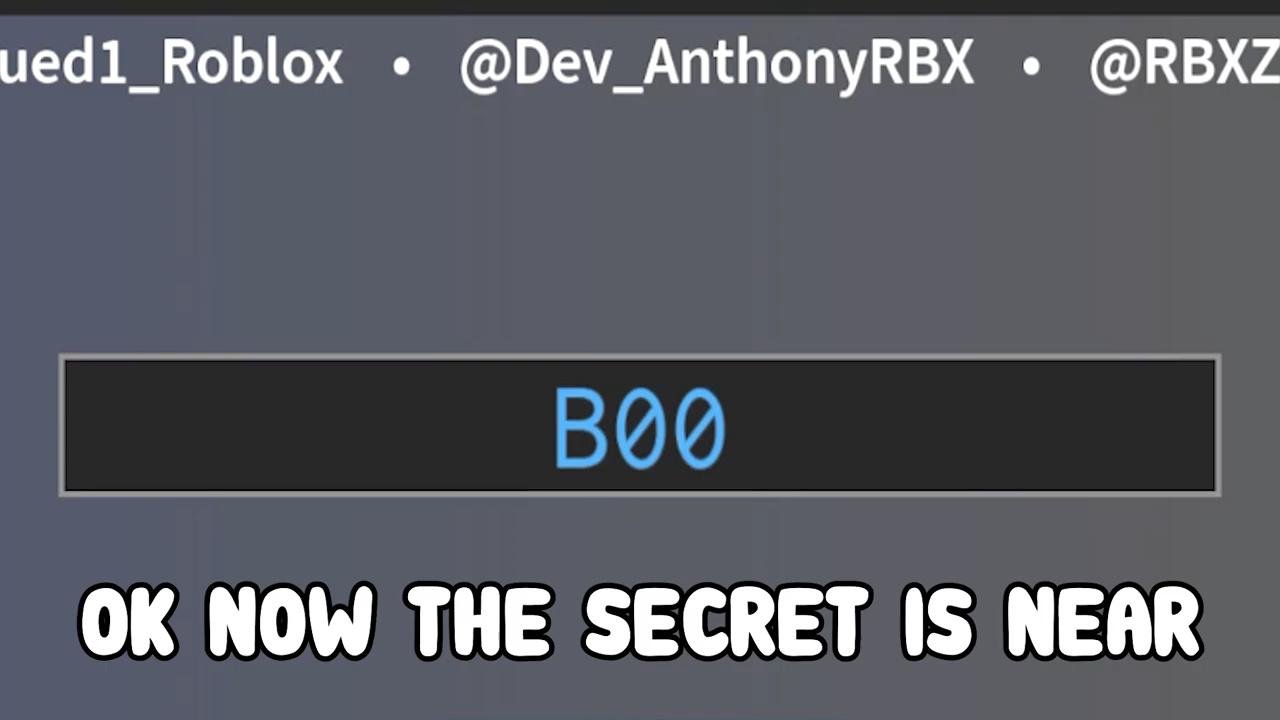 ued1_Roblox • @Dev_AnthonyRBX • @RBXZ
B00
OK NOW THE SECRET IS NEAR